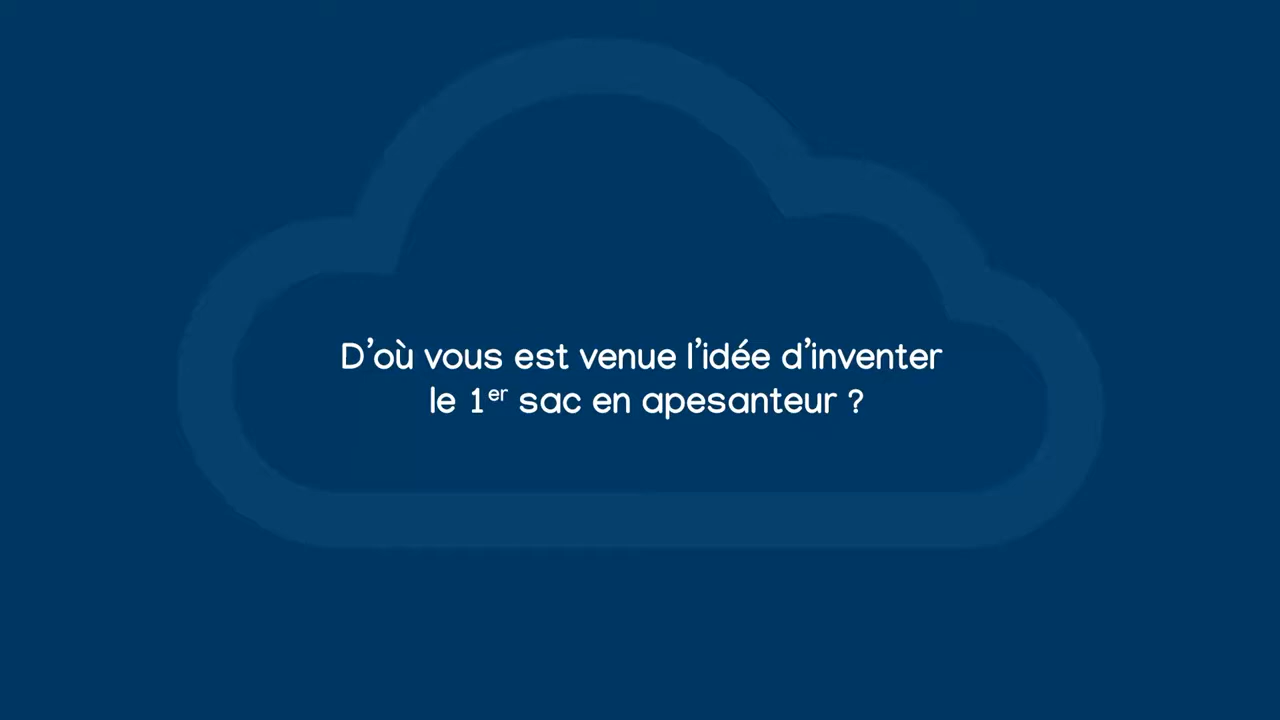 D’où vous est venue l’idée d’inventer
le 1er sac en apesanteur ?